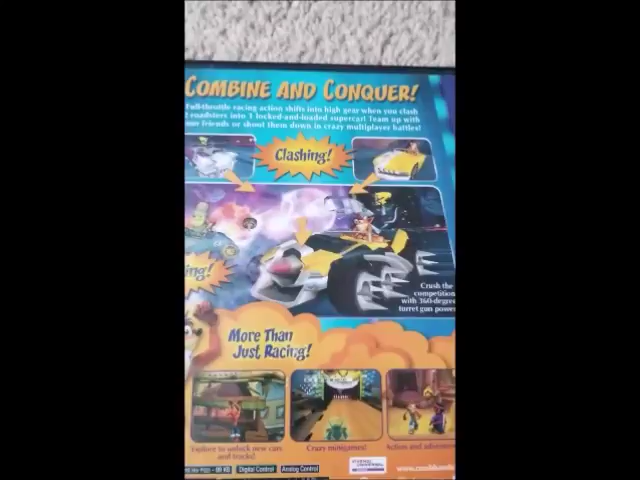 COMBINE AND CONQUER!
Full-throttle racing action shifts into high gear when you clash
2 roadsters into 1 locked-and-loaded supercar! Team up with
your friends or shoot them down in crazy multiplayer battles!
Clashing!
Crush the
competition
with 360-degree
turret gun power
More Than
Just Racing!
Explore to unlock new cars
and tracks!
Crazy minigames!
Action and adventure
Digital Control
Analog Control